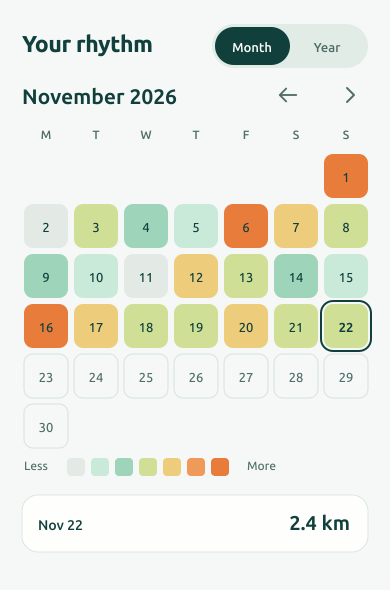 Your rhythm
Month Year
November 2026
M T W T F S S
1
2 3 4 5 6 7 8
9 10 11 12 13 14 15
16 17 18 19 20 21 22
23 24 25 26 27 28 29
30
Less More
Nov 22 2.4 km